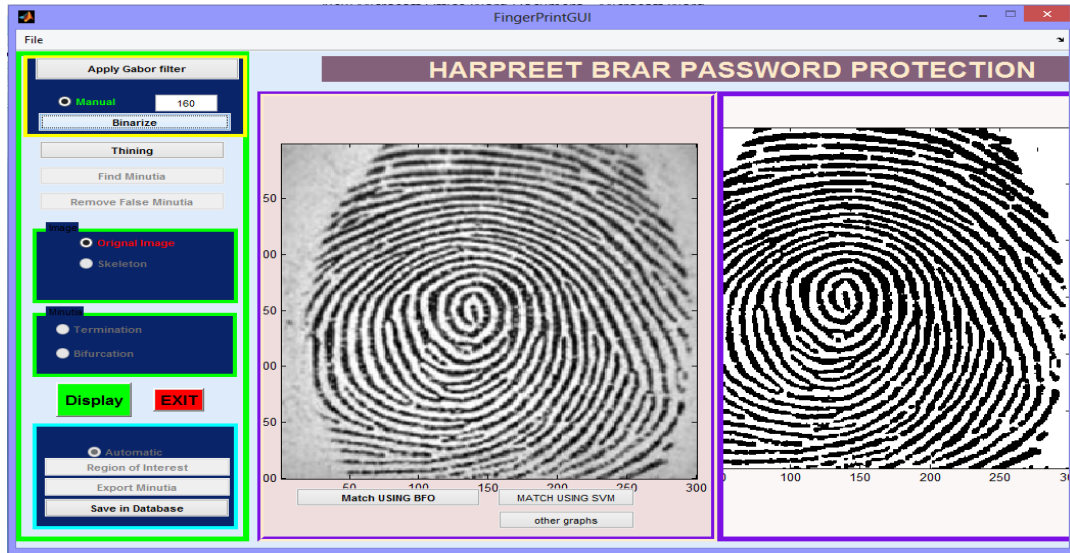 FingerPrintGUI
File
HARPREET BRAR PASSWORD PROTECTION
Apply Gabor filter
Manual 160
Binarize
Thining
Find Minutia
Remove False Minutia
Image
Orignal Image
Skeleton
Minutia
Termination
Bifurcation
Display EXIT
Automatic
Region of Interest
Export Minutia
Save in Database
50
00
50
00
50
00
50 100 150 200 250 300
Match USING BFO MATCH USING SVM
other graphs
0 100 150 200 250 30